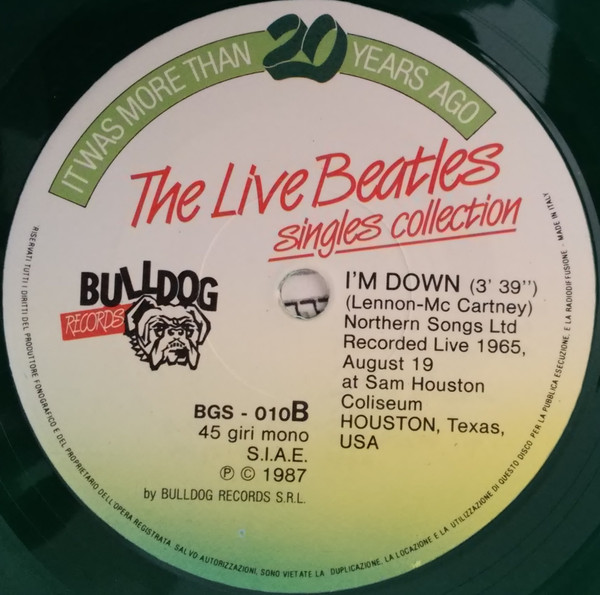 IT WAS MORE THAN 20 YEARS AGO
The Live Beatles
singles collection
BULLDOG
RECORDS
I'M DOWN (3' 39")
(Lennon-Mc Cartney)
Northern Songs Ltd
Recorded Live 1965,
August 19
at Sam Houston
Coliseum
HOUSTON, Texas,
USA
BGS - 010B
45 giri mono
S.I.A.E.
Ⓟ © 1987
by BULLDOG RECORDS S.R.L.
RISERVATI TUTTI I DIRITTI DEL PRODUTTORE FONOGRAFICO E DEL PROPRIETARIO DELL'OPERA REGISTRATA. SALVO AUTORIZZAZIONI, SONO VIETATE LA DUPLICAZIONE, LA LOCAZIONE E LA UTILIZZAZIONE DI QUESTO DISCO PER LA PUBBLICA ESECUZIONE, E LA RADIODIFFUSIONE - MADE IN ITALY